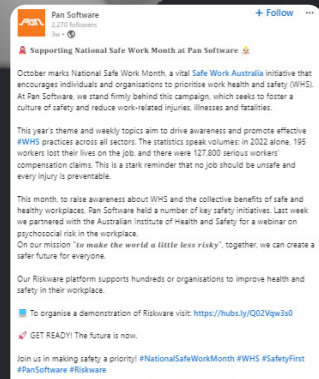 PAN
Pan Software
2,270 followers
3w •
+ Follow
Supporting National Safe Work Month at Pan Software
October marks National Safe Work Month, a vital Safe Work Australia initiative that
encourages individuals and organisations to prioritise work health and safety (WHS).
At Pan Software, we stand firmly behind this campaign, which seeks to foster a
culture of safety and reduce work-related injuries, illnesses and fatalities.
This year's theme and weekly topics aim to drive awareness and promote effective
#WHS practices across all sectors. The statistics speak volumes: in 2022 alone, 195
workers lost their lives on the job, and there were 127,800 serious workers'
compensation claims. This is a stark reminder that no job should be unsafe and
every injury is preventable.
This month, to raise awareness about WHS and the collective benefits of safe and
healthy workplaces, Pan Software held a number of key safety initiatives. Last week
we partnered with the Australian Institute of Health and Safety for a webinar on
psychosocial risk in the workplace.
On our mission "to make the world a little less risky", together, we can create a
safer future for everyone.
Our Riskware platform supports hundreds or organisations to improve health and
safety in their workplace.
To organise a demonstration of Riskware visit: https://hubs.ly/Q02Vqw3s0
GET READY! The future is now.
Join us in making safety a priority! #NationalSafeWorkMonth #WHS #SafetyFirst
#PanSoftware #Riskware